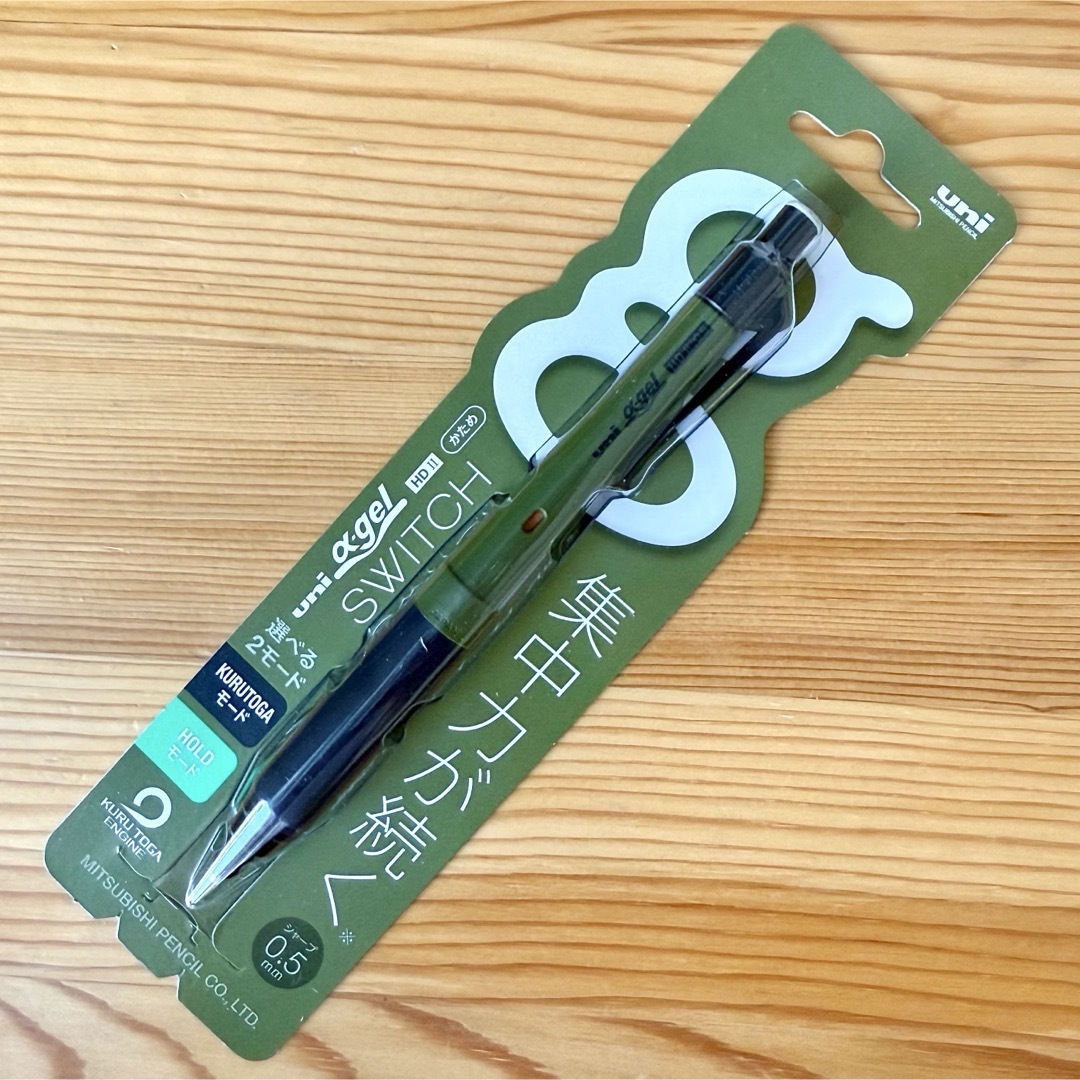 uni
MITSUBISHI PENCIL
uni α-gel
uni α・gel HD II かため
SWITCH
選べる
2モード
KURUTOGA
モード
HOLD
モード
KURU TOGA
ENGINE
集中力が続く※
シャープ
0.5
mm
MITSUBISHI PENCIL CO., LTD.